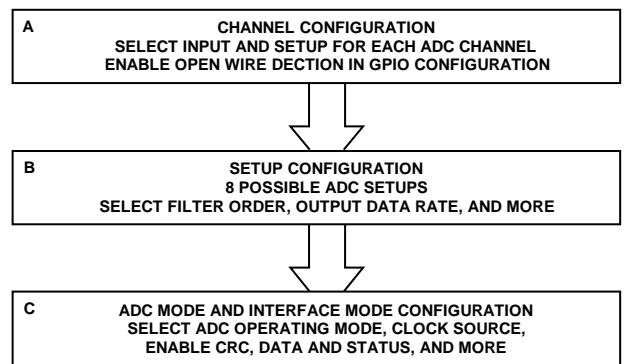 A
CHANNEL CONFIGURATION
SELECT INPUT AND SETUP FOR EACH ADC CHANNEL
ENABLE OPEN WIRE DECTION IN GPIO CONFIGURATION
B
SETUP CONFIGURATION
8 POSSIBLE ADC SETUPS
SELECT FILTER ORDER, OUTPUT DATA RATE, AND MORE
C
ADC MODE AND INTERFACE MODE CONFIGURATION
SELECT ADC OPERATING MODE, CLOCK SOURCE,
ENABLE CRC, DATA AND STATUS, AND MORE